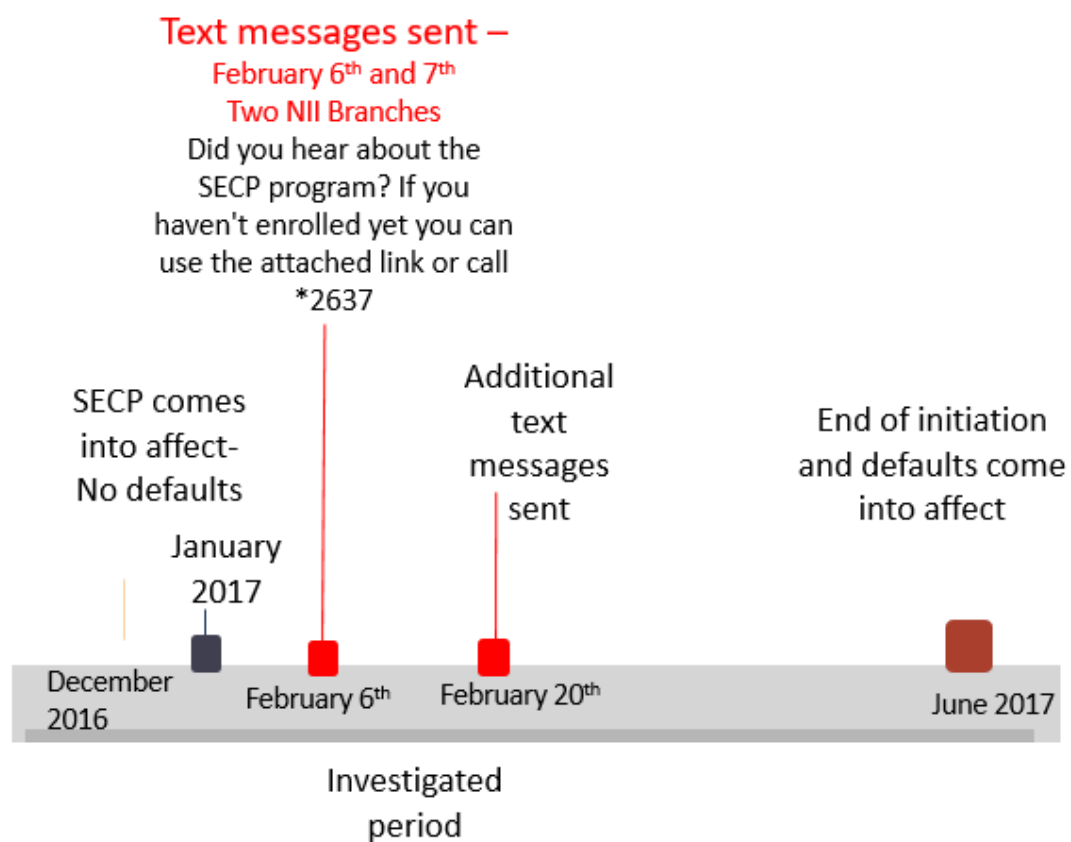 Text messages sent –
February 6th and 7th
Two NII Branches
Did you hear about the
SECP program? If you
haven't enrolled yet you can
use the attached link or call
*2637
SECP comes
into affect-
No defaults
January
2017
Additional
text
messages
sent
End of initiation
and defaults come
into affect
December
2016
February 6th
February 20th
June 2017
Investigated
period